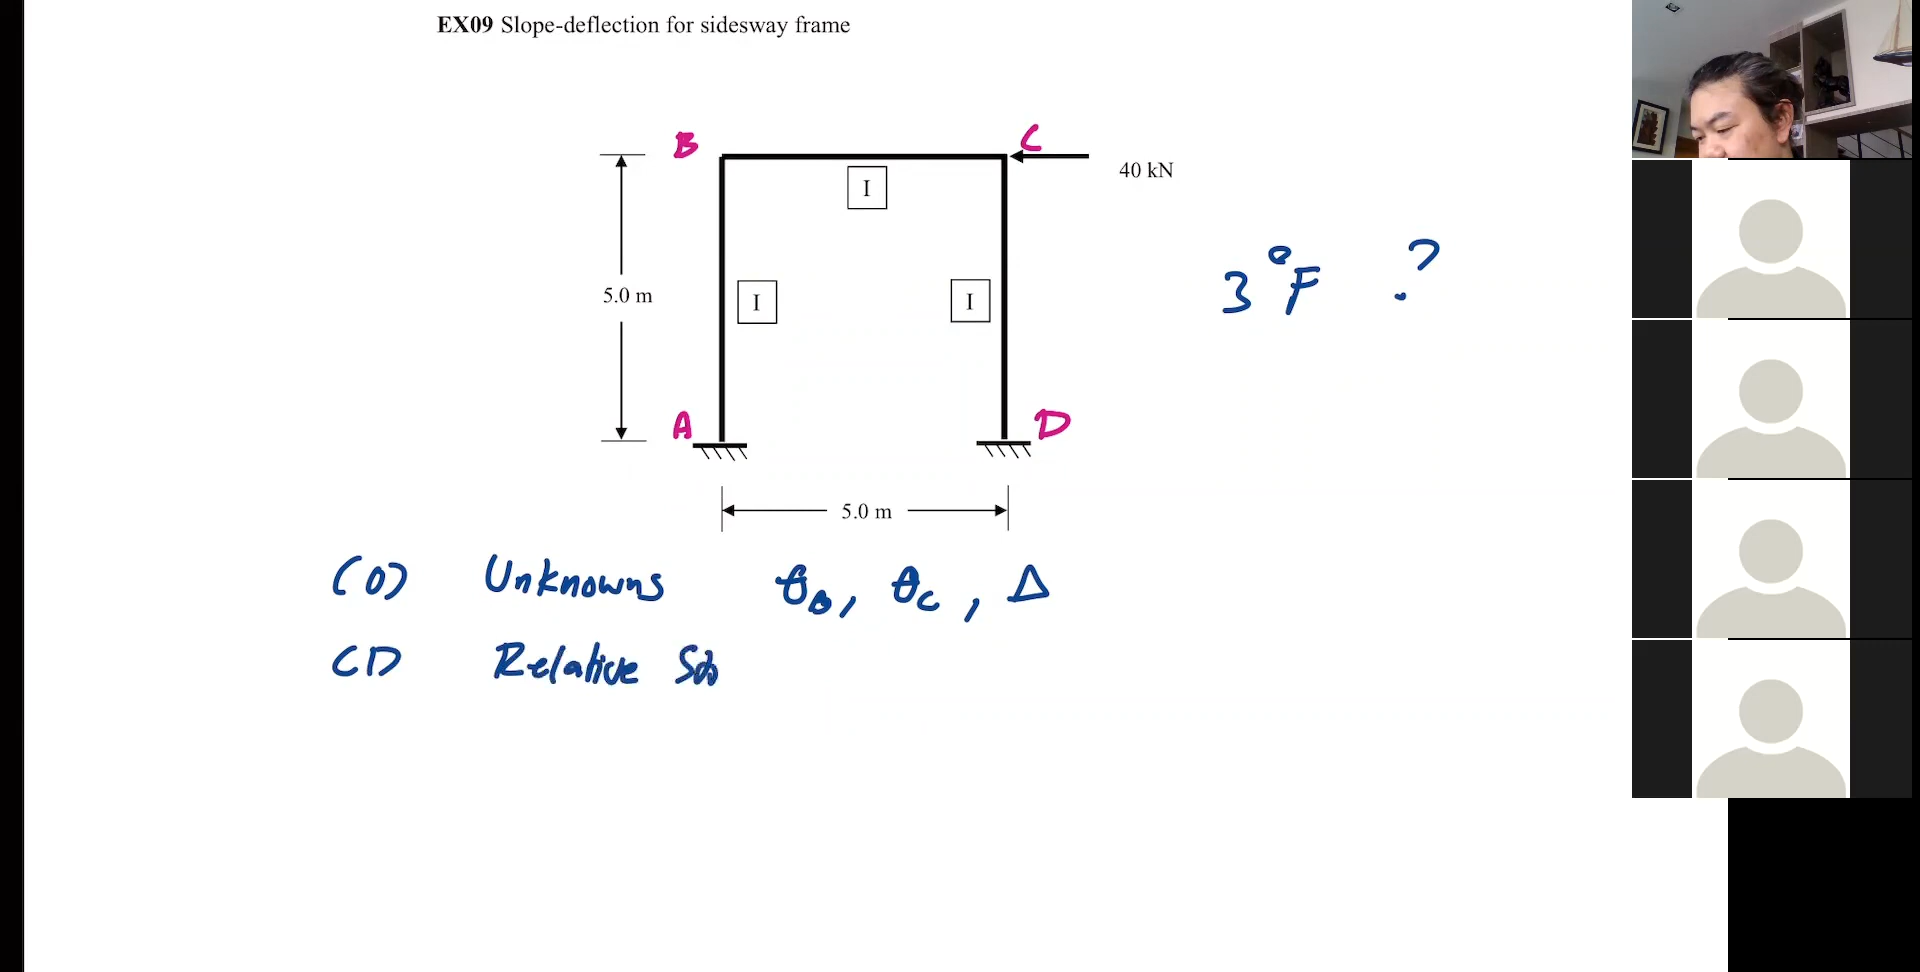 EX09 Slope-deflection for sidesway frame
B
C
40 kN
I
3°F ?
5.0 m
I
I
A
D
5.0 m
(0) Unknowns θB, θC, Δ
(1) Relative